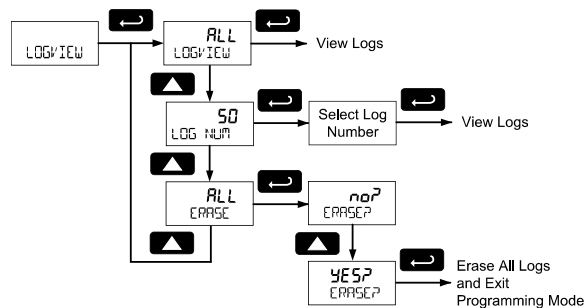 LOGVIEW
ALL
LOGVIEW
View Logs
50
LOG NUM
Select Log
Number
View Logs
ALL
ERASE
no?
ERASE?
YES?
ERASE?
Erase All Logs
and Exit
Programming Mode